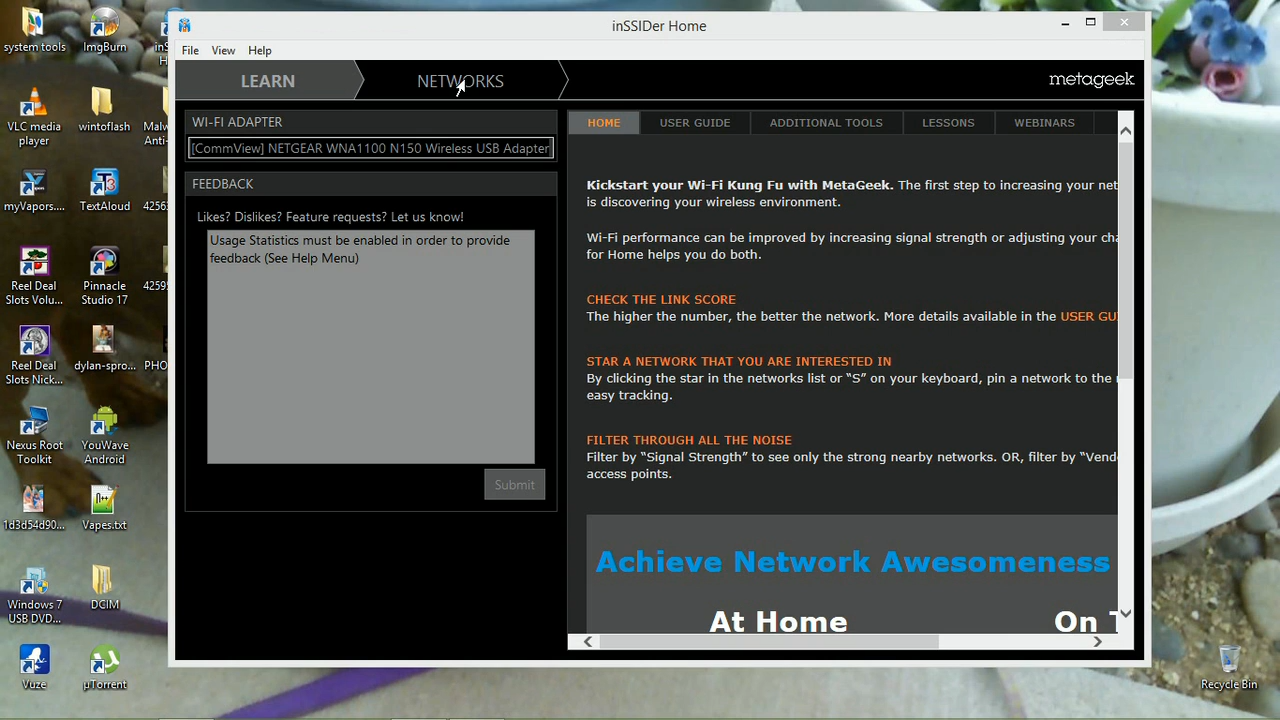 inSSIDer Home
File View Help
LEARN NETWORKS
metageek
WI-FI ADAPTER
[CommView] NETGEAR WNA1100 N150 Wireless USB Adapter
FEEDBACK
Likes? Dislikes? Feature requests? Let us know!
Usage Statistics must be enabled in order to provide
feedback (See Help Menu)
Submit
HOME USER GUIDE ADDITIONAL TOOLS LESSONS WEBINARS
Kickstart your Wi-Fi Kung Fu with MetaGeek. The first step to increasing your net
is discovering your wireless environment.
Wi-Fi performance can be improved by increasing signal strength or adjusting your cha
for Home helps you do both.
CHECK THE LINK SCORE
The higher the number, the better the network. More details available in the USER GU
STAR A NETWORK THAT YOU ARE INTERESTED IN
By clicking the star in the networks list or “S” on your keyboard, pin a network to the
easy tracking.
FILTER THROUGH ALL THE NOISE
Filter by “Signal Strength” to see only the strong nearby networks. OR, filter by “Vend
access points.
Achieve Network Awesomeness
At Home On T
system tools
ImgBurn
inS
H
VLC media
player
wintoflash
Malw
Anti-
myVapors....
TextAloud
4256
Reel Deal
Slots Volu...
Pinnacle
Studio 17
4259
Reel Deal
Slots Nick...
dylan-spro...
PHO
Nexus Root
Toolkit
YouWave
Android
1d3d54d90...
Vapes.txt
Windows 7
USB DVD...
DCIM
Vuze
µTorrent
Recycle Bin